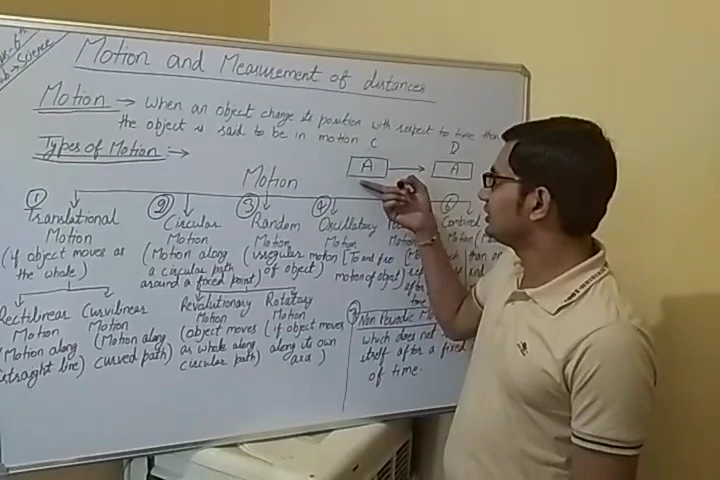 6th
Science
Motion and Measurement of distances
Motion → When an object change its position with respect to time then
the object is said to be in motion
C D
Types of Motion :→
A → A
Motion
① Translational
Motion
(if object moves as
the whole)
② Circular
Motion
(Motion along
a circular path
around a fixed point)
③ Random
Motion
(irregular motion
of object)
④ Oscillatory
Motion
[To and fro
motion of object)
Motion
Combined
Motion
than
Rectilinear
Motion
(Motion along
straight line)
Curvilinear
Motion
(Motion along
curved path)
Revolutionary
Motion
(object moves
as whole along
circular path)
Rotatory
Motion
(if object moves
along its own
axis)
Non Periodic
which does not
itself after a fixed
of time.